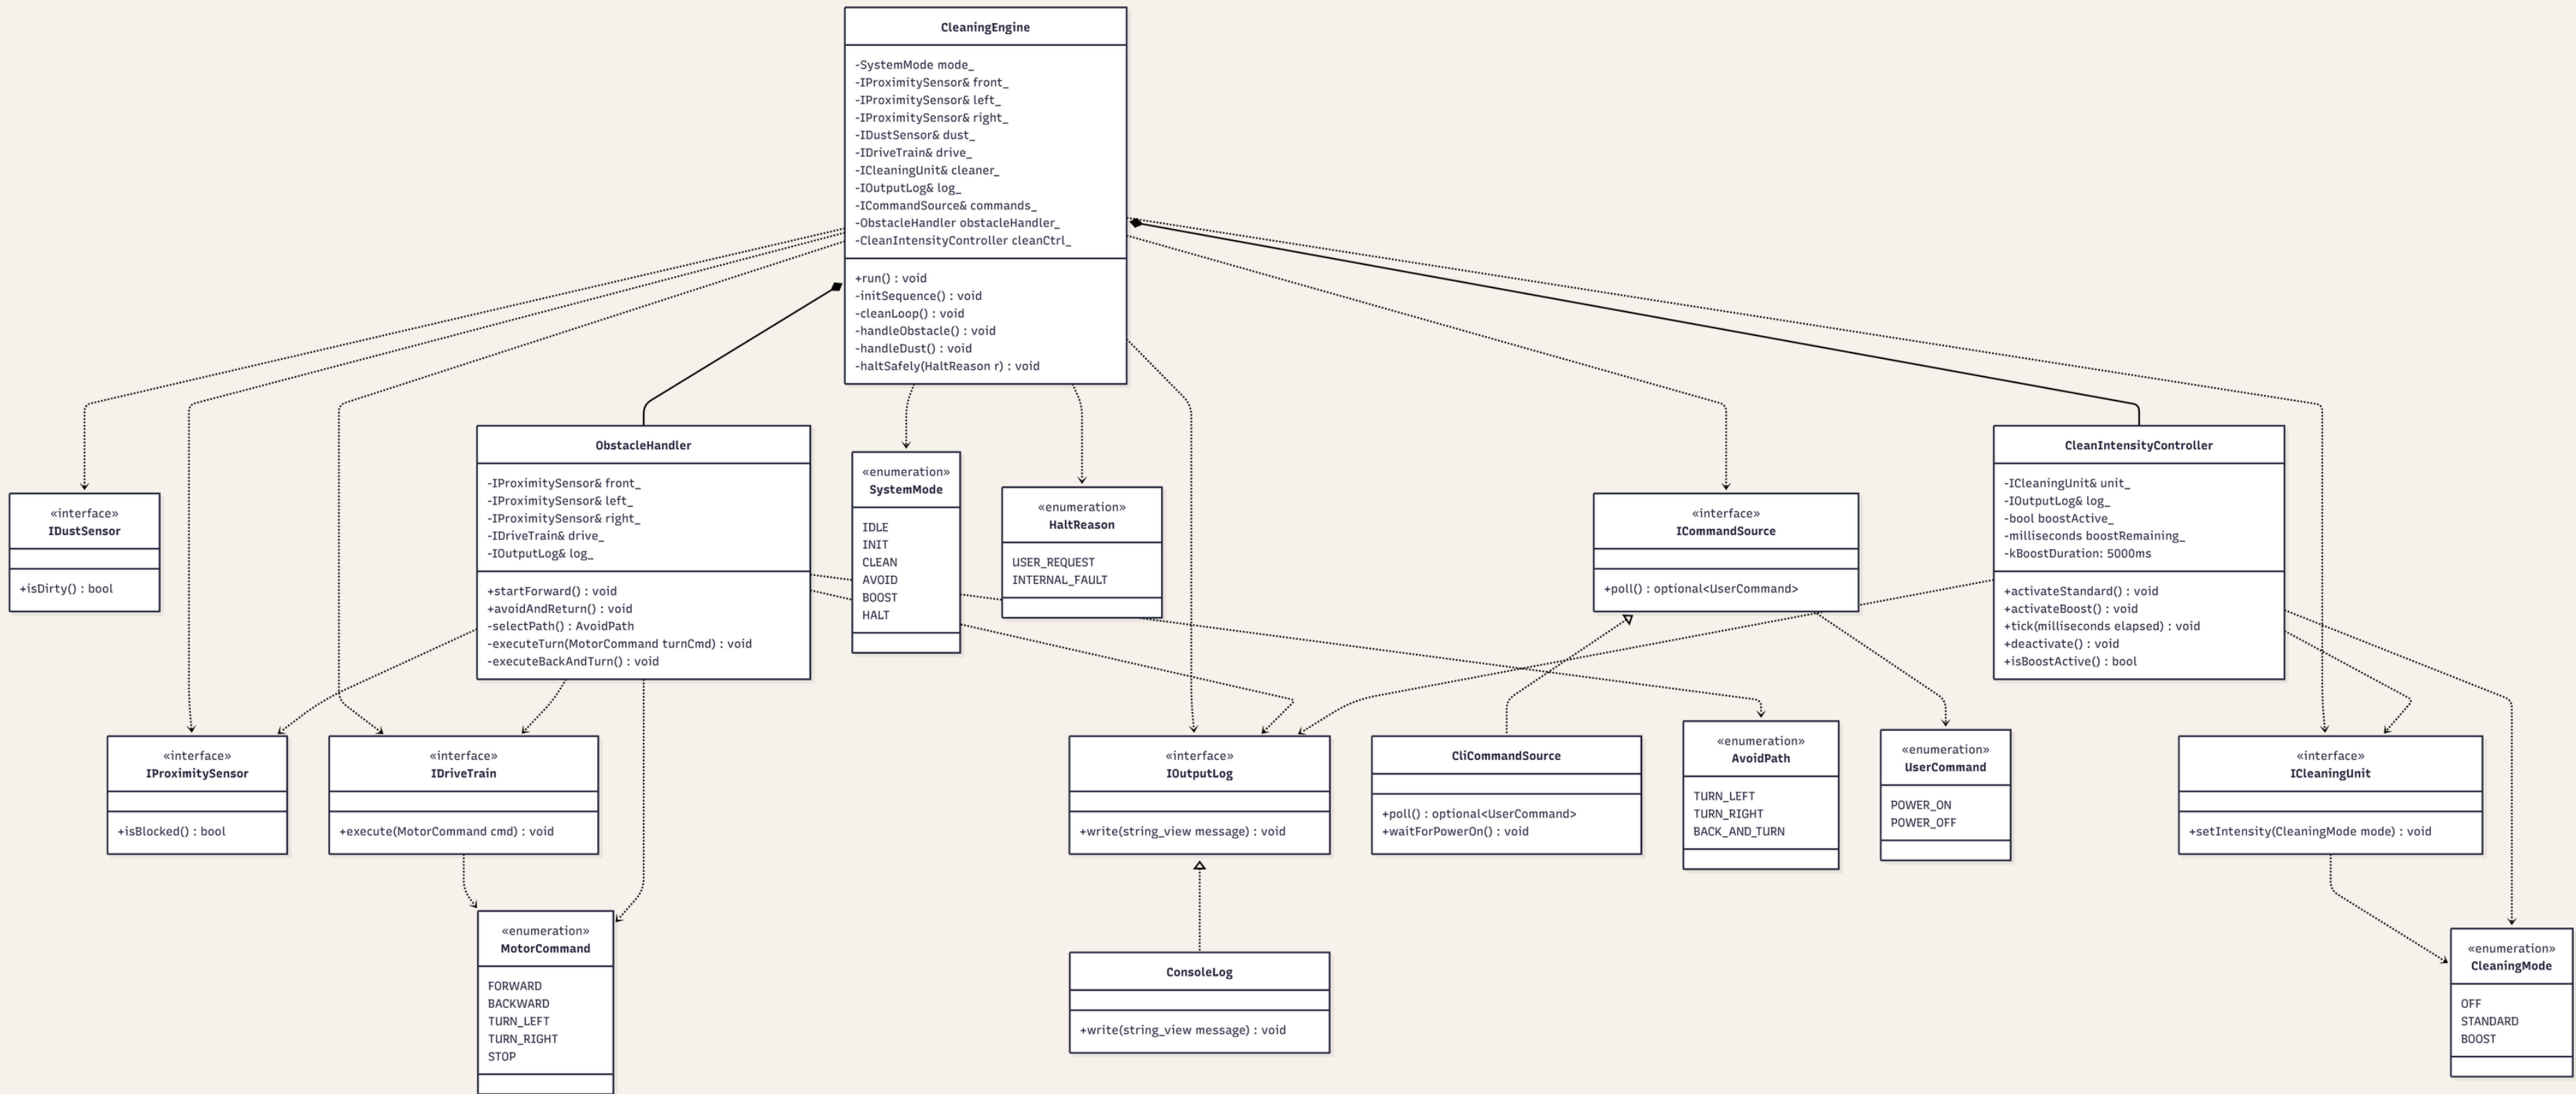 CleaningEngine
-SystemMode mode_
-IProximitySensor& front_
-IProximitySensor& left_
-IProximitySensor& right_
-IDustSensor& dust_
-IDriveTrain& drive_
-ICleaningUnit& cleaner_
-IOutputLog& log_
-ICommandSource& commands_
-ObstacleHandler obstacleHandler_
-CleanIntensityController cleanCtrl_
+run() : void
-initSequence() : void
-cleanLoop() : void
-handleObstacle() : void
-handleDust() : void
-haltSafely(HaltReason r) : void
«interface»
IDustSensor
+isDirty() : bool
ObstacleHandler
-IProximitySensor& front_
-IProximitySensor& left_
-IProximitySensor& right_
-IDriveTrain& drive_
-IOutputLog& log_
+startForward() : void
+avoidAndReturn() : void
-selectPath() : AvoidPath
-executeTurn(MotorCommand turnCmd) : void
-executeBackAndTurn() : void
«enumeration»
SystemMode
IDLE
INIT
CLEAN
AVOID
BOOST
HALT
«enumeration»
HaltReason
USER_REQUEST
INTERNAL_FAULT
«interface»
ICommandSource
+poll() : optional<UserCommand>
CleanIntensityController
-ICleaningUnit& unit_
-IOutputLog& log_
-bool boostActive_
-milliseconds boostRemaining_
-kBoostDuration: 5000ms
+activateStandard() : void
+activateBoost() : void
+tick(milliseconds elapsed) : void
+deactivate() : void
+isBoostActive() : bool
«interface»
IProximitySensor
+isBlocked() : bool
«interface»
IDriveTrain
+execute(MotorCommand cmd) : void
«interface»
IOutputLog
+write(string_view message) : void
CliCommandSource
+poll() : optional<UserCommand>
+waitForPowerOn() : void
«enumeration»
AvoidPath
TURN_LEFT
TURN_RIGHT
BACK_AND_TURN
«enumeration»
UserCommand
POWER_ON
POWER_OFF
«interface»
ICleaningUnit
+setIntensity(CleaningMode mode) : void
«enumeration»
MotorCommand
FORWARD
BACKWARD
TURN_LEFT
TURN_RIGHT
STOP
ConsoleLog
+write(string_view message) : void
«enumeration»
CleaningMode
OFF
STANDARD
BOOST